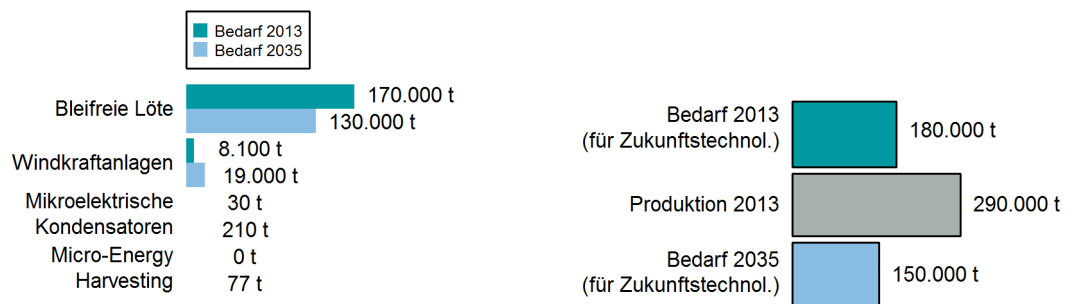 Bedarf 2013
Bedarf 2035
Bleifreie Löte
170.000 t
130.000 t
Windkraftanlagen
8.100 t
19.000 t
Mikroelektrische
Kondensatoren
30 t
210 t
Micro-Energy
Harvesting
0 t
77 t
Bedarf 2013
(für Zukunftstechnol.)
180.000 t
Produktion 2013
290.000 t
Bedarf 2035
(für Zukunftstechnol.)
150.000 t